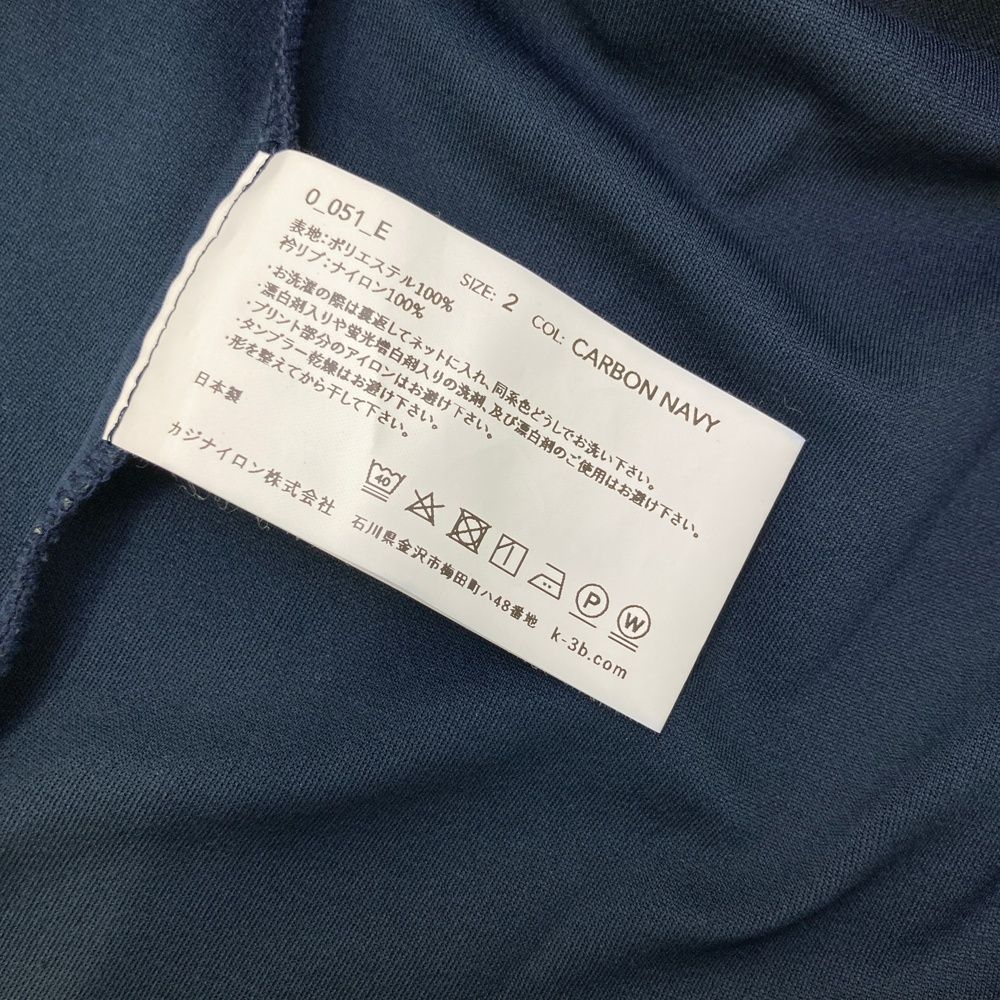 0_051_E SIZE: 2 COL: CARBON NAVY
表地:ポリエステル100%
衿リブ:ナイロン100%
・お洗濯の際は裏返してネットに入れ、同系色どうしでお洗い下さい。
・漂白剤入りや蛍光増白剤入りの洗剤、及び漂白剤のご使用はお避け下さい。
・プリント部分のアイロンはお避け下さい。
・タンブラー乾燥はお避け下さい。
・形を整えてから干して下さい。
日本製
40
P
W
カジナイロン株式会社 石川県金沢市梅田町ハ48番地 k-3b.com